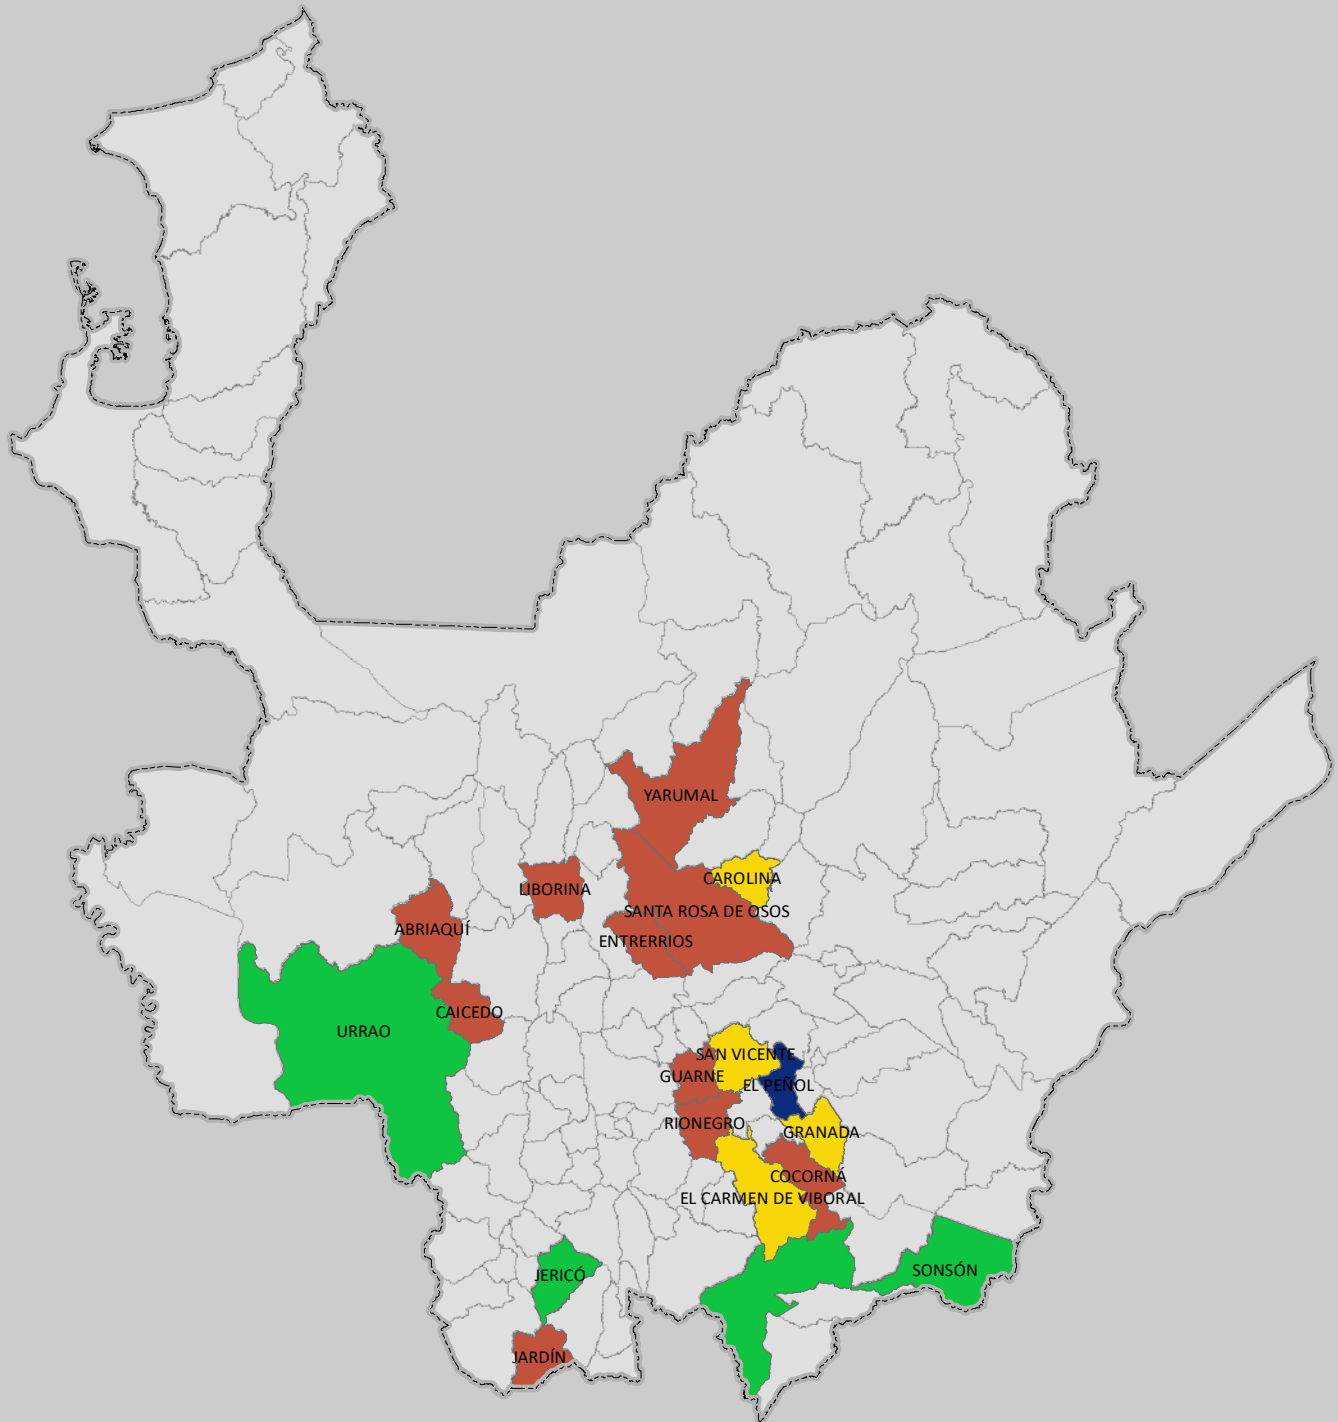 YARUMAL
CAROLINA
LIBORINA
SANTA ROSA DE OSOS
ABRIAQUÍ
ENTRERRIOS
CAICEDO
URRAO
SAN VICENTE
GUARNE
EL PEÑOL
RIONEGRO
GRANADA
COCORNÁ
EL CARMEN DE VIBORAL
SONSÓN
JERICÓ
JARDÍN